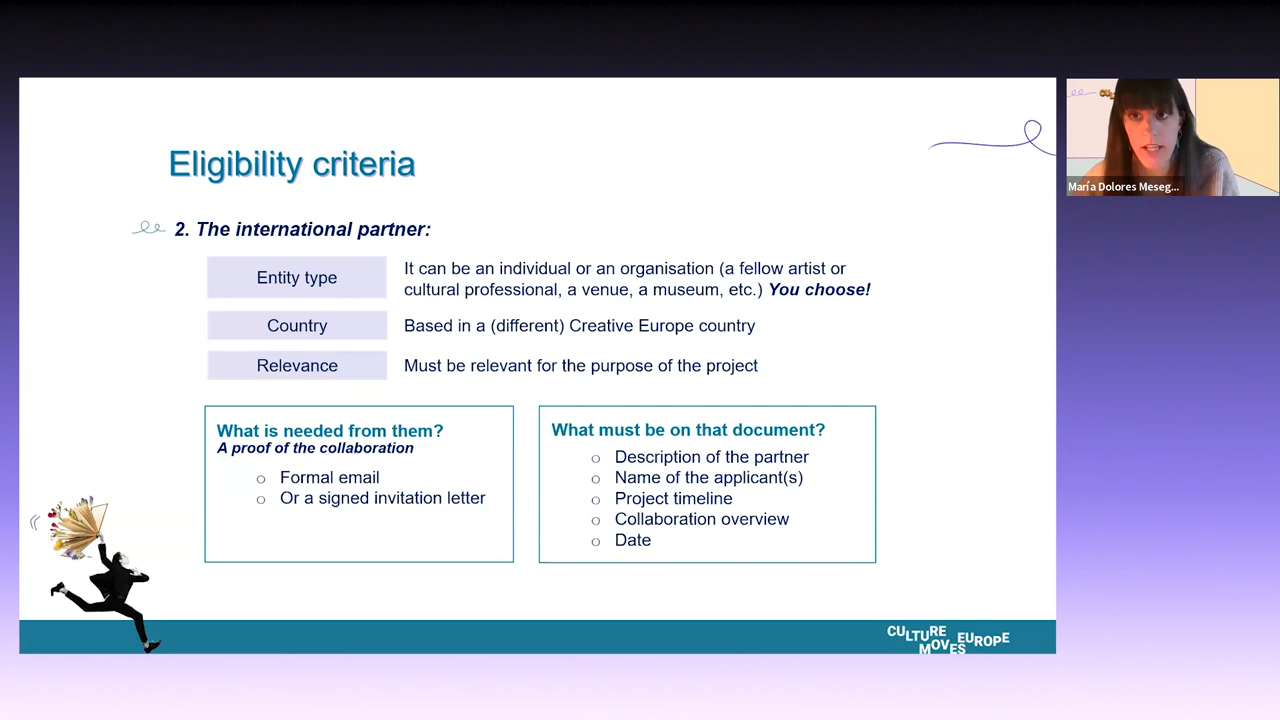 Eligibility criteria
2. The international partner:
Entity type
It can be an individual or an organisation (a fellow artist or
cultural professional, a venue, a museum, etc.) You choose!
Country
Based in a (different) Creative Europe country
Relevance
Must be relevant for the purpose of the project
What is needed from them?
A proof of the collaboration
Formal email
Or a signed invitation letter
What must be on that document?
Description of the partner
Name of the applicant(s)
Project timeline
Collaboration overview
Date
CULTURE
MOVES EUROPE
María Dolores Meseg...